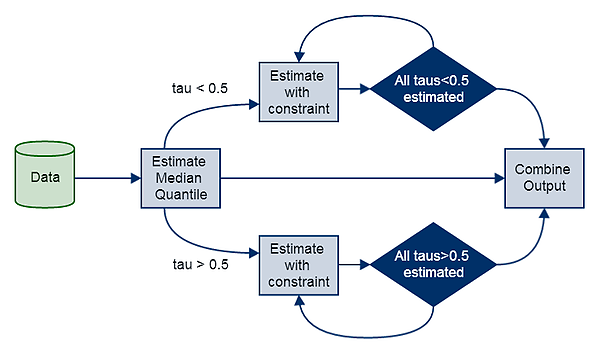 Data
Estimate
Median
Quantile
tau < 0.5
Estimate
with
constraint
All taus<0.5
estimated
tau > 0.5
Estimate
with
constraint
All taus>0.5
estimated
Combine
Output